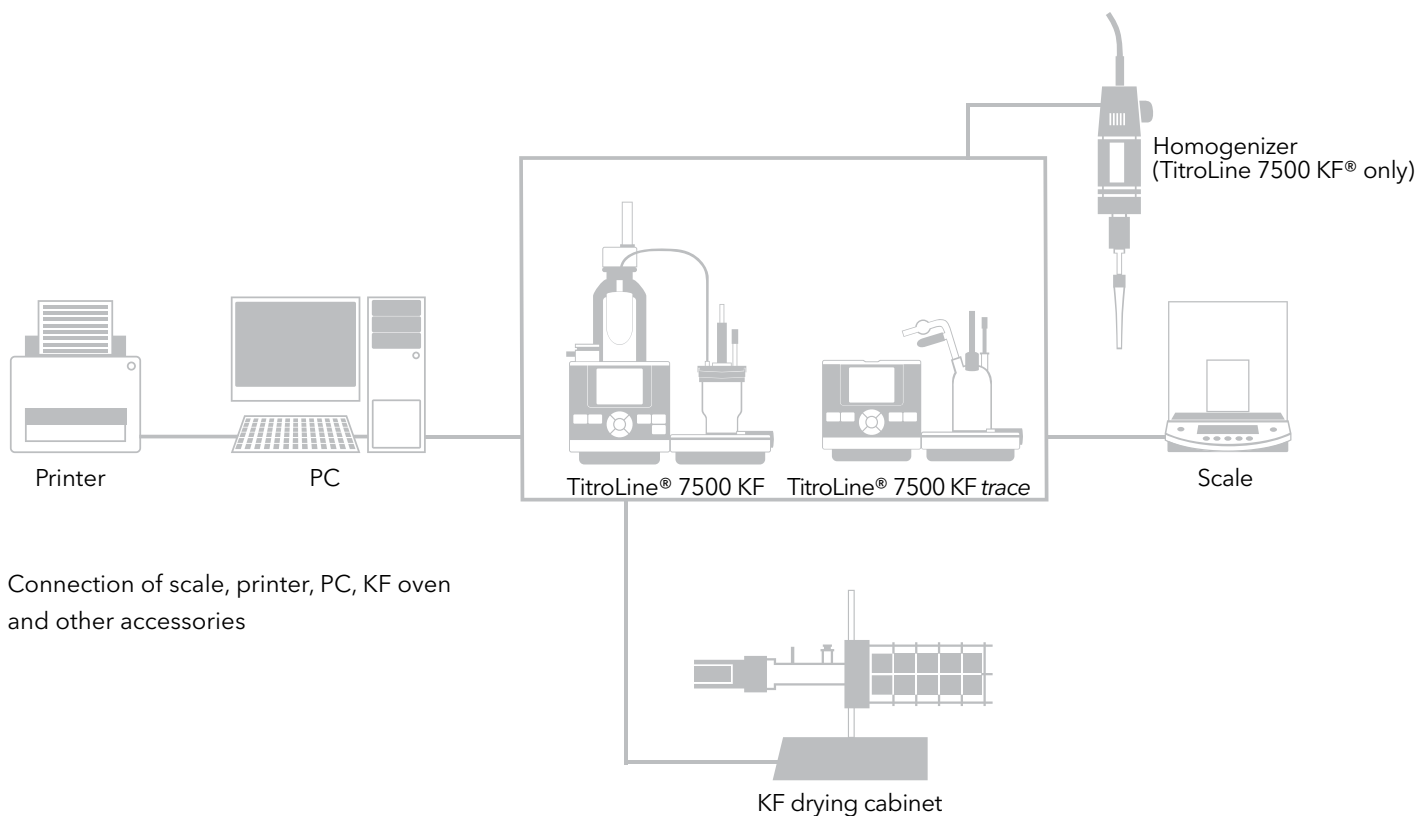 Homogenizer
(TitroLine 7500 KF® only)
Printer
PC
TitroLine® 7500 KF
TitroLine® 7500 KF trace
Scale
Connection of scale, printer, PC, KF oven
and other accessories
KF drying cabinet